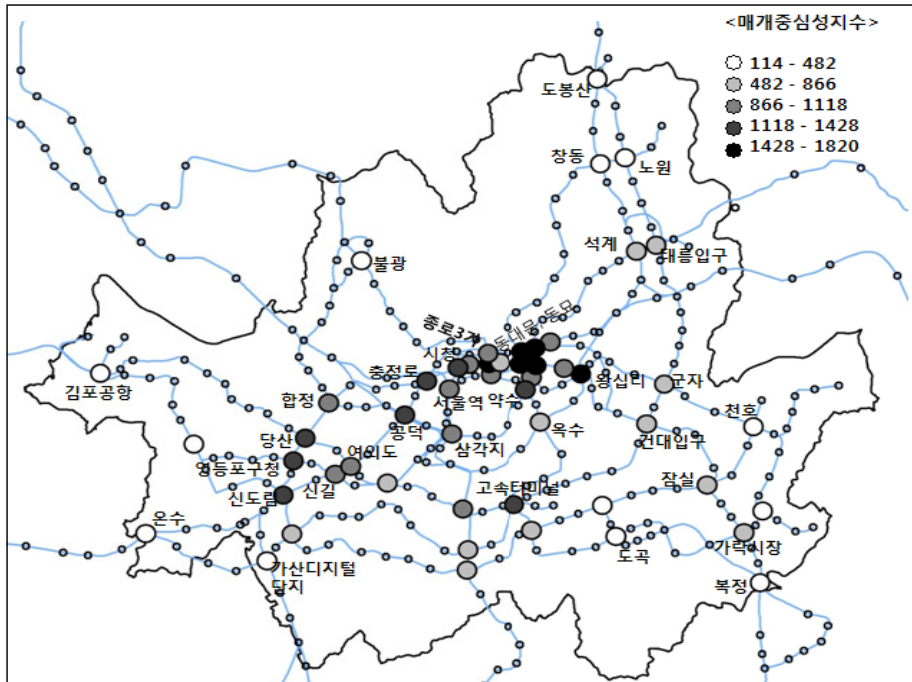 <매개중심성지수>
114 - 482
482 - 866
866 - 1118
1118 - 1428
1428 - 1820
도봉산
창동
노원
석계
태릉입구
불광
종로3가
동대문, 동묘
시청
충정로
왕십리
군자
김포공항
합정
서울역
약수
천호
공덕
옥수
건대입구
당산
여의도
삼각지
영등포구청
신길
고속터미널
잠실
신도림
온수
도곡
가락시장
가산디지털
단지
복정